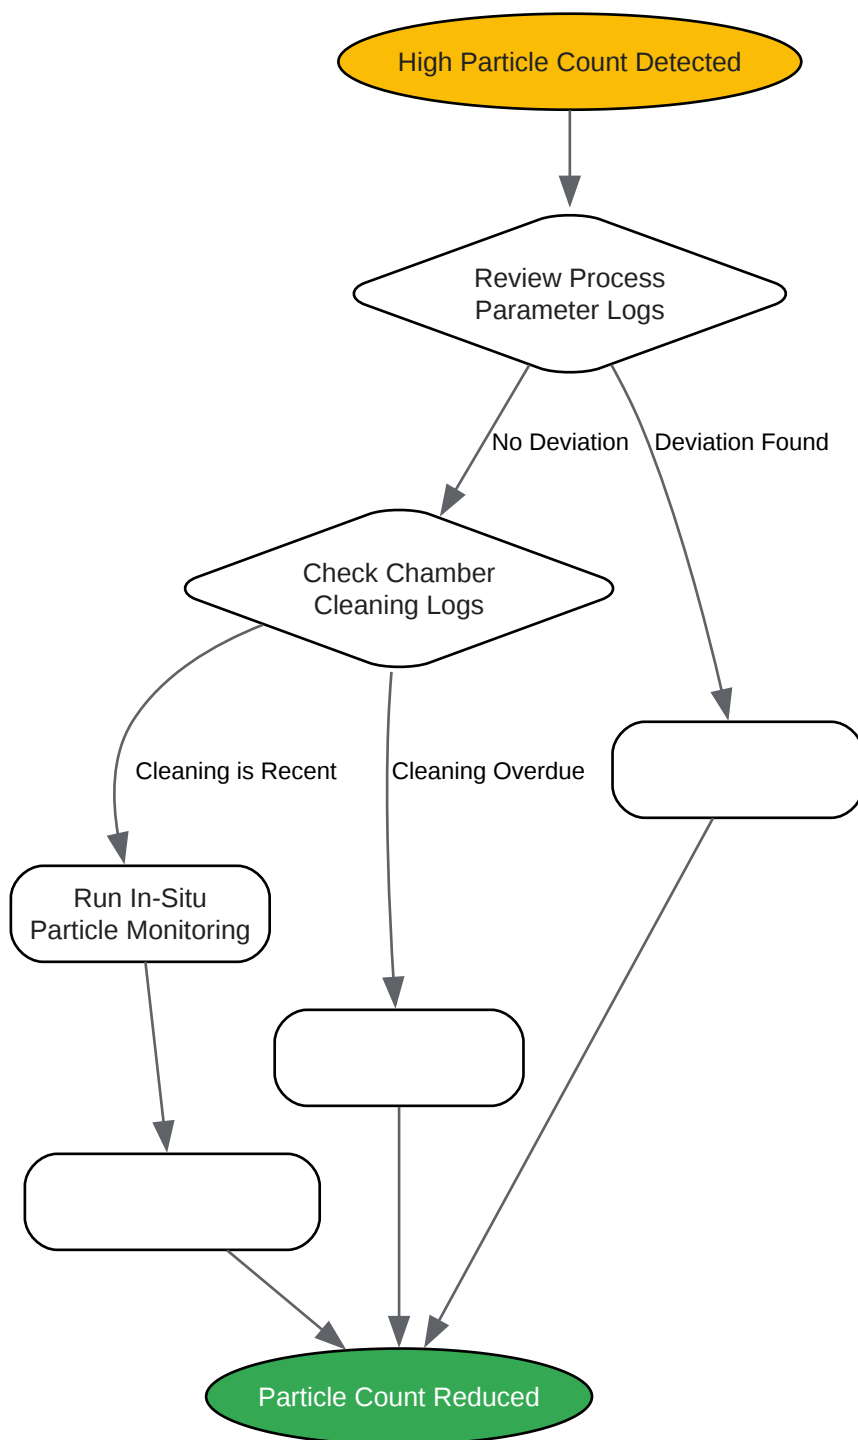 High Particle Count Detected
Review Process
Parameter Logs
No Deviation
Deviation Found
Check Chamber
Cleaning Logs
Cleaning is Recent
Cleaning Overdue
Run In-Situ
Particle Monitoring
Particle Count Reduced